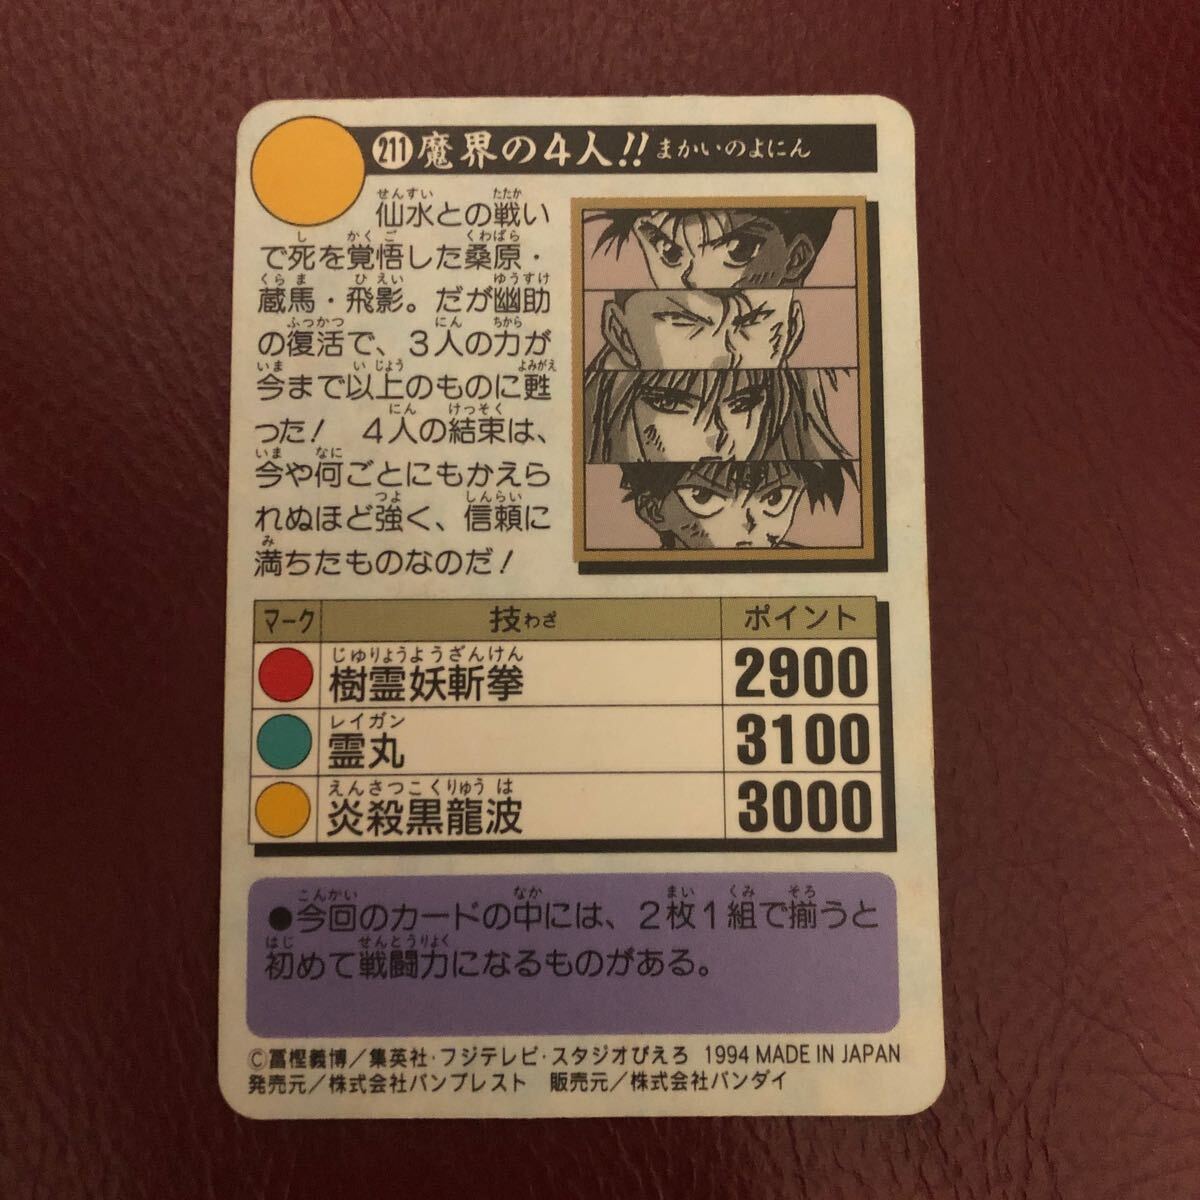 211 魔界の4人!! まかいのよにん
せんすい たたか
仙水との戦い
し かくご くわばら
で死を覚悟した桑原・
くらま ひえい ゆうすけ
蔵馬・飛影。だが幽助
ふっかつ にん ちから
の復活で、3人の力が
いま いじょう よみがえ
今まで以上のものに甦
にん けっそく
った! 4人の結束は、
いま なに
今や何ごとにもかえら
つよ しんらい
れぬほど強く、信頼に
み
満ちたものなのだ!
マーク 技わざ ポイント
じゅりょうようざんけん
樹霊妖斬拳 2900
レイガン
霊丸 3100
えんさつこくりゅうは
炎殺黒龍波 3000
こんかい なか まい くみ そろ
●今回のカードの中には、2枚1組で揃うと
はじ せんとうりょく
初めて戦闘力になるものがある。
©冨樫義博/集英社・フジテレビ・スタジオぴえろ 1994 MADE IN JAPAN
発売元/株式会社バンプレスト 販売元/株式会社バンダイ